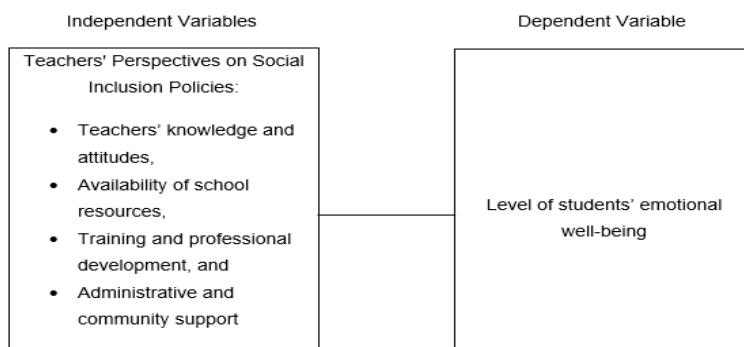 Independent Variables
Dependent Variable
Teachers' Perspectives on Social
Inclusion Policies:
• Teachers’ knowledge and
attitudes,
• Availability of school
resources,
• Training and professional
development, and
• Administrative and
community support
Level of students’ emotional
well-being